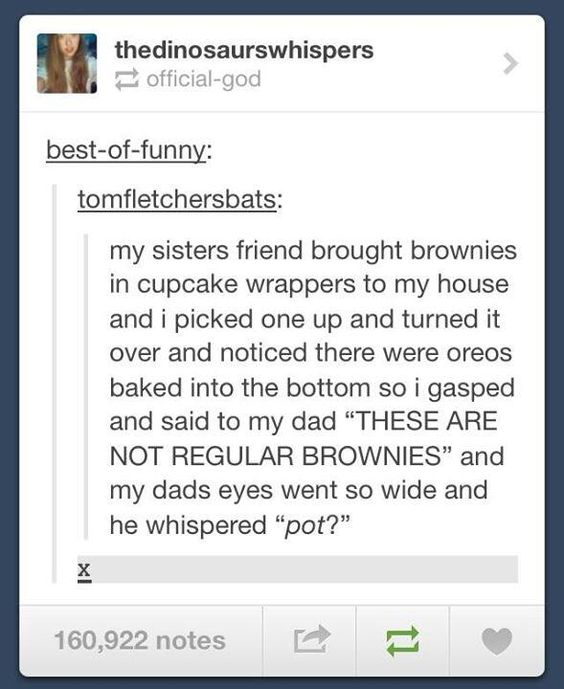 thedinosaurswhispers
official-god
best-of-funny:
tomfletchersbats:
my sisters friend brought brownies
in cupcake wrappers to my house
and i picked one up and turned it
over and noticed there were oreos
baked into the bottom so i gasped
and said to my dad “THESE ARE
NOT REGULAR BROWNIES” and
my dads eyes went so wide and
he whispered “pot?”
x
160,922 notes